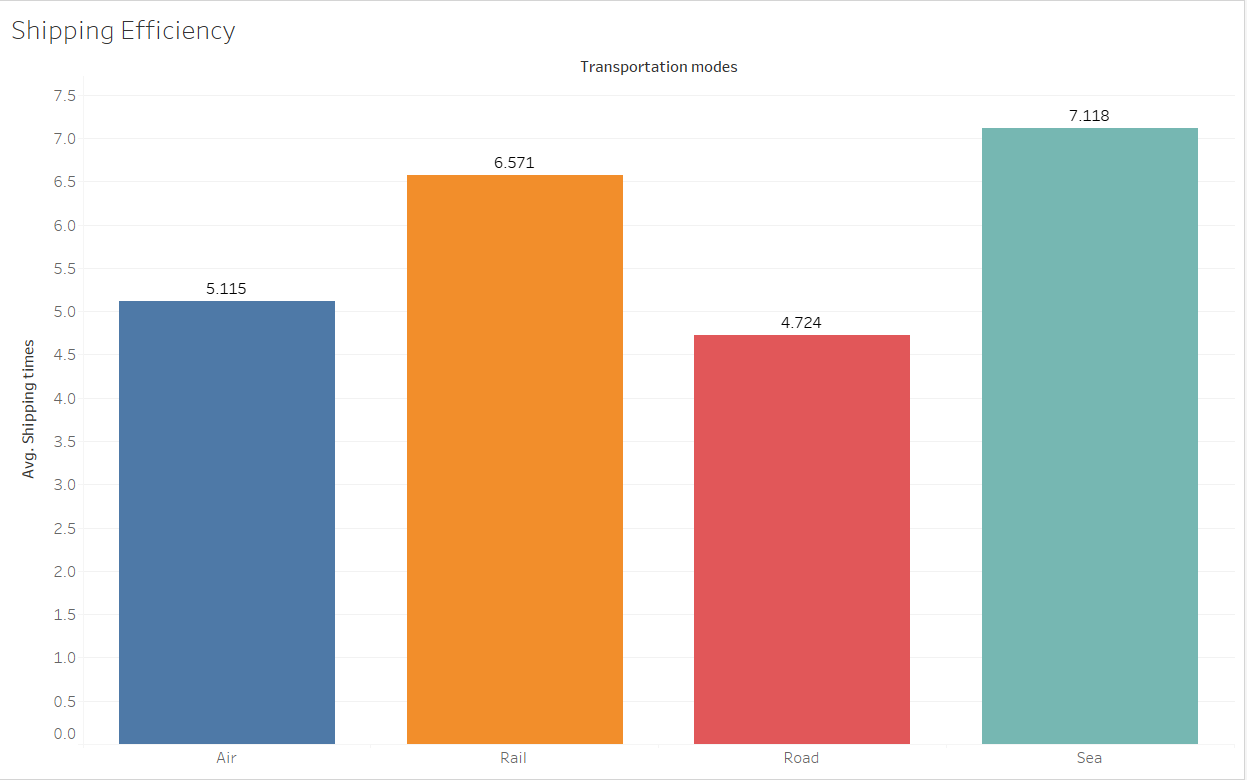 Shipping Efficiency
Transportation modes
Avg. Shipping times
7.5
7.0
6.5
6.0
5.5
5.0
4.5
4.0
3.5
3.0
2.5
2.0
1.5
1.0
0.5
0.0
5.115
6.571
4.724
7.118
Air
Rail
Road
Sea